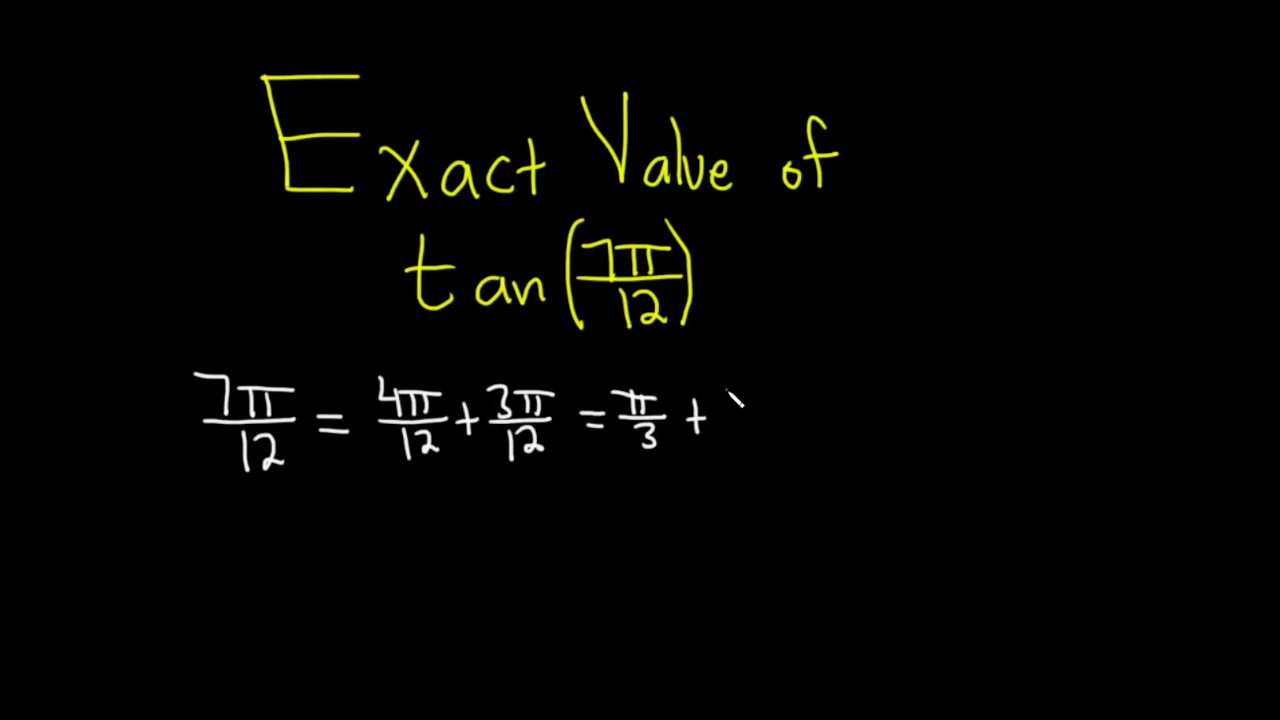 Exact Value of
tan(7π/12)
7π/12 = 4π/12 + 3π/12 = π/3 +